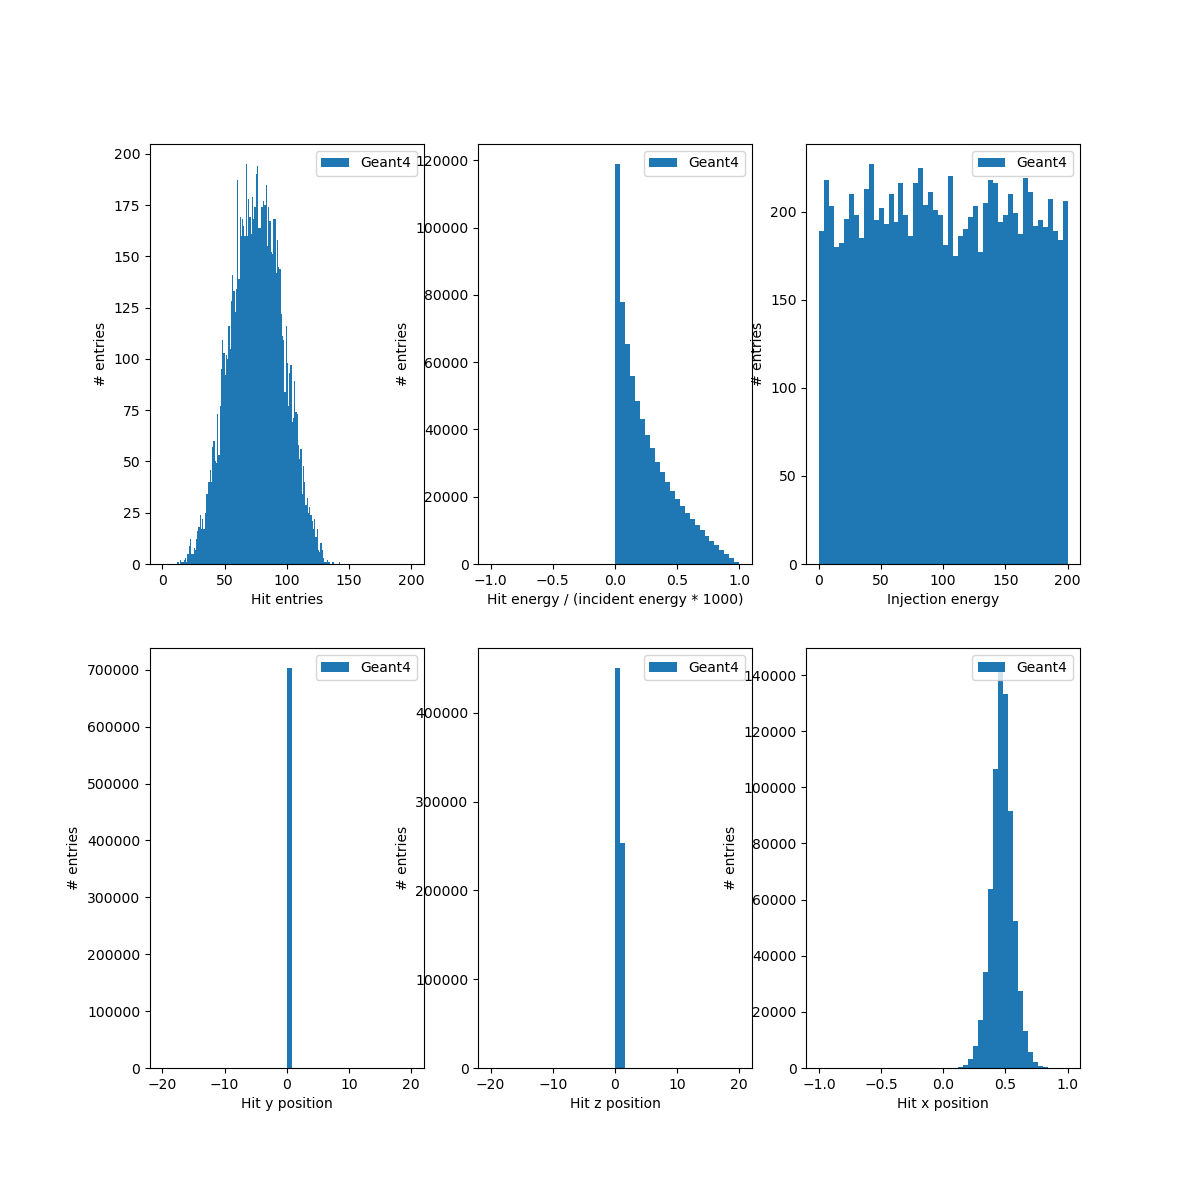 Geant4
200
175
150
125
100
75
50
25
0
# entries
0 50 100 150 200
Hit entries
Geant4
120000
100000
80000
60000
40000
20000
0
# entries
−1.0 −0.5 0.0 0.5 1.0
Hit energy / (incident energy * 1000)
Geant4
200
150
100
50
0
# entries
0 50 100 150 200
Injection energy
Geant4
700000
600000
500000
400000
300000
200000
100000
0
# entries
−20 −10 0 10 20
Hit y position
Geant4
400000
300000
200000
100000
0
# entries
−20 −10 0 10 20
Hit z position
Geant4
140000
120000
100000
80000
60000
40000
20000
0
# entries
−1.0 −0.5 0.0 0.5 1.0
Hit x position